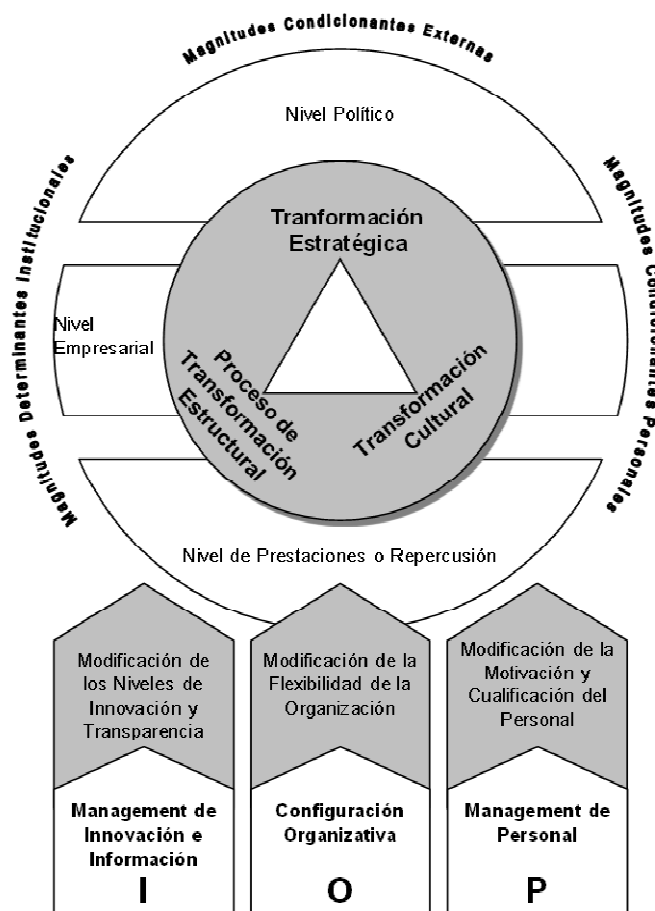 Magnitudes Condicionantes Externas
Nivel Político
Magnitudes Determinantes Institucionales
Magnitudes Condicionantes Personales
Tranformación
Estratégica
Nivel
Empresarial
Proceso de
Transformación
Estructural
Transformación
Cultural
Nivel de Prestaciones o Repercusión
Modificación de
los Niveles de
Innovación y
Transparencia
Modificación de la
Flexibilidad de la
Organización
Modificación de la
Motivación y
Cualificación del
Personal
Management de
Innovación e
Información
I
Configuración
Organizativa
O
Management de
Personal
P